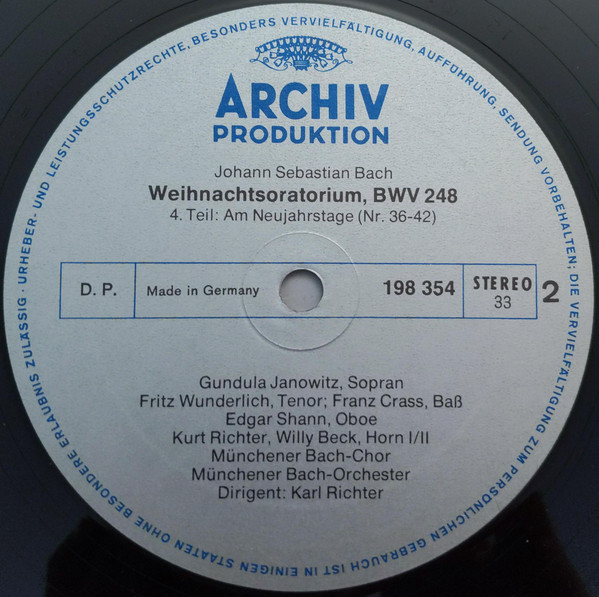 URHEBER- UND LEISTUNGSSCHUTZRECHTE, BESONDERS VERVIELFÄLTIGUNG, AUFFÜHRUNG, SENDUNG VORBEHALTEN; DIE VERVIELFÄLTIGUNG ZUM PERSÖNLICHEN GEBRAUCH IST IN EINIGEN STAATEN OHNE BESONDERE ERLAUBNIS ZULÄSSIG ·
ARCHIV
PRODUKTION
Johann Sebastian Bach
Weihnachtsoratorium, BWV 248
4. Teil: Am Neujahrstage (Nr. 36-42)
D. P. Made in Germany 198 354 STEREO 33 2
Gundula Janowitz, Sopran
Fritz Wunderlich, Tenor; Franz Crass, Baß
Edgar Shann, Oboe
Kurt Richter, Willy Beck, Horn I/II
Münchener Bach-Chor
Münchener Bach-Orchester
Dirigent: Karl Richter